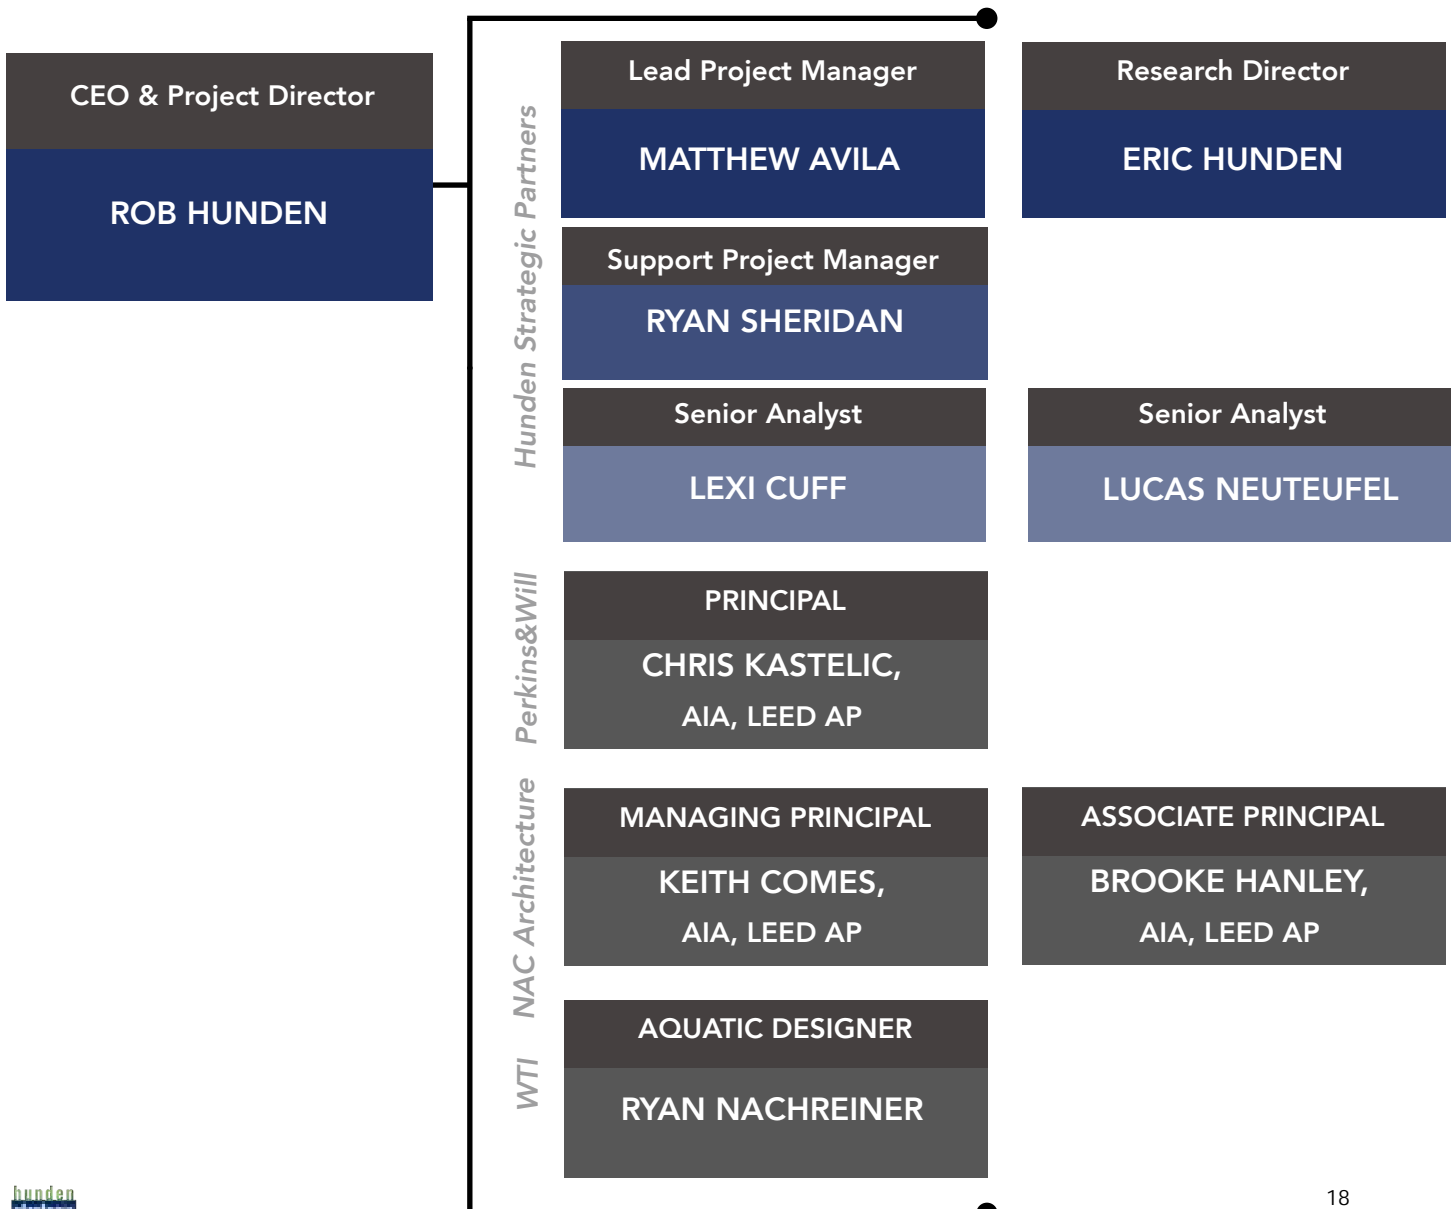 CEO & Project Director
ROB HUNDEN
Hunden Strategic Partners
Lead Project Manager
MATTHEW AVILA
Research Director
ERIC HUNDEN
Support Project Manager
RYAN SHERIDAN
Senior Analyst
LEXI CUFF
Senior Analyst
LUCAS NEUTEUFEL
Perkins&Will
PRINCIPAL
CHRIS KASTELIC,
AIA, LEED AP
NAC Architecture
MANAGING PRINCIPAL
KEITH COMES,
AIA, LEED AP
ASSOCIATE PRINCIPAL
BROOKE HANLEY,
AIA, LEED AP
WTI
AQUATIC DESIGNER
RYAN NACHREINER
hunden
18